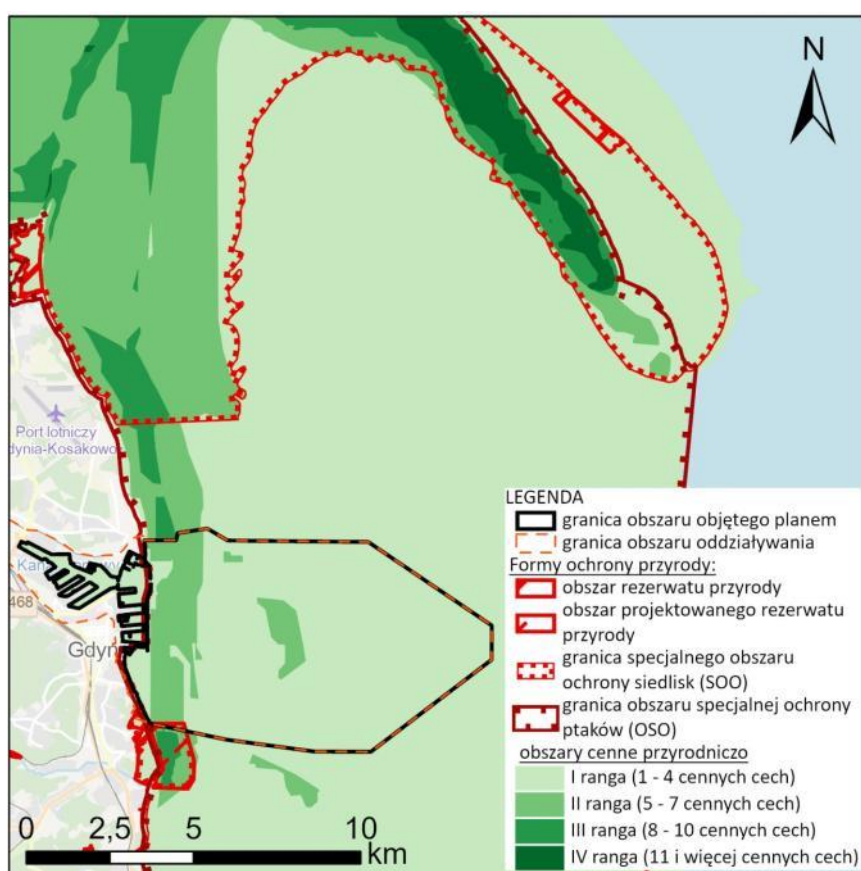 N
Port lotniczy
dynia-Kosakowo
468
Gdyn
LEGENDA
granica obszaru objętego planem
granica obszaru oddziaływania
Formy ochrony przyrody:
obszar rezerwatu przyrody
obszar projektowanego rezerwatu
przyrody
granica specjalnego obszaru
ochrony siedlisk (SOO)
granica obszaru specjalnej ochrony
ptaków (OSO)
obszary cenne przyrodniczo
I ranga (1 - 4 cennych cech)
II ranga (5 - 7 cennych cech)
III ranga (8 - 10 cennych cech)
IV ranga (11 i więcej cennych cech)
0 2,5 5 10
km